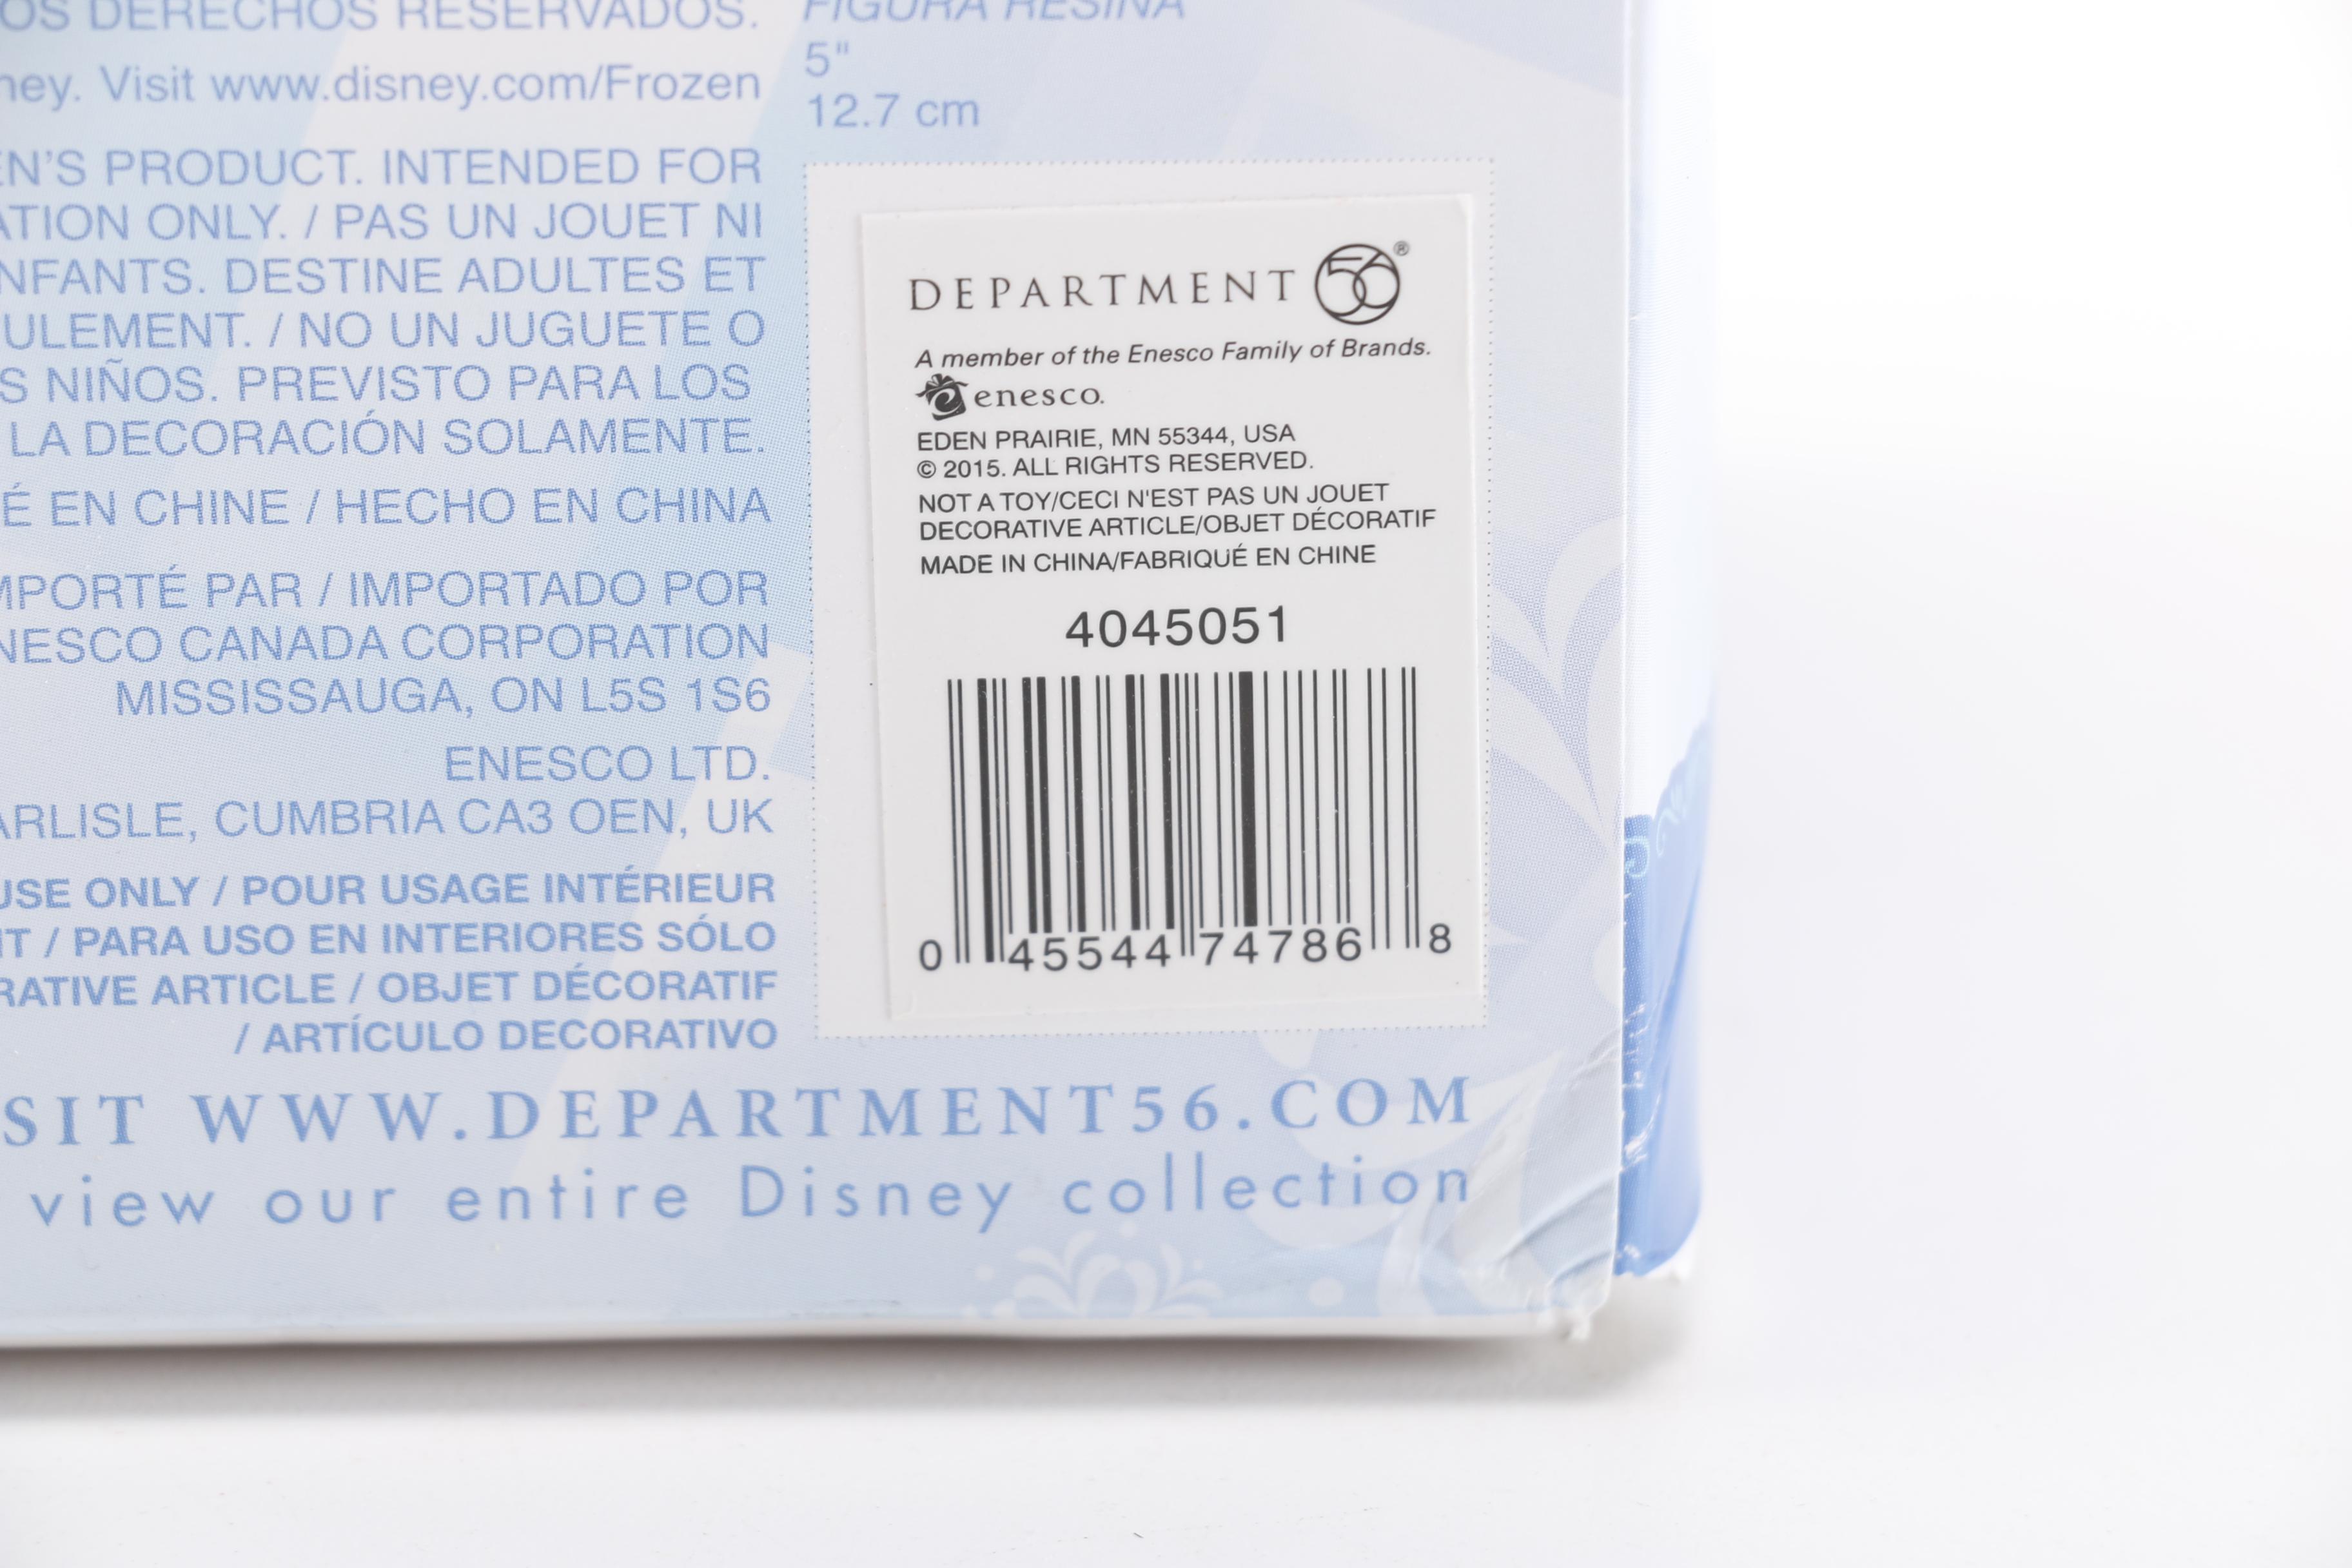 OS DERECHOS RESERVADOS.
ney. Visit www.disney.com/Frozen
EN'S PRODUCT. INTENDED FOR
ATION ONLY. / PAS UN JOUET NI
NFANTS. DESTINE ADULTES ET
ULEMENT. / NO UN JUGUETE O
S NIÑOS. PREVISTO PARA LOS
LA DECORACIÓN SOLAMENTE.
É EN CHINE / HECHO EN CHINA
MPORTÉ PAR / IMPORTADO POR
NESCO CANADA CORPORATION
MISSISSAUGA, ON L5S 1S6
ENESCO LTD.
ARLISLE, CUMBRIA CA3 OEN, UK
USE ONLY / POUR USAGE INTÉRIEUR
NT / PARA USO EN INTERIORES SÓLO
RATIVE ARTICLE / OBJET DÉCORATIF
/ ARTÍCULO DECORATIVO
FIGURA RESINA
5"
12.7 cm
DEPARTMENT 56®
A member of the Enesco Family of Brands.
enesco.
EDEN PRAIRIE, MN 55344, USA
© 2015. ALL RIGHTS RESERVED.
NOT A TOY/CECI N'EST PAS UN JOUET
DECORATIVE ARTICLE/OBJET DÉCORATIF
MADE IN CHINA/FABRIQUÉ EN CHINE
4045051
0 45544 74786 8
SIT WWW.DEPARTMENT56.COM
view our entire Disney collection